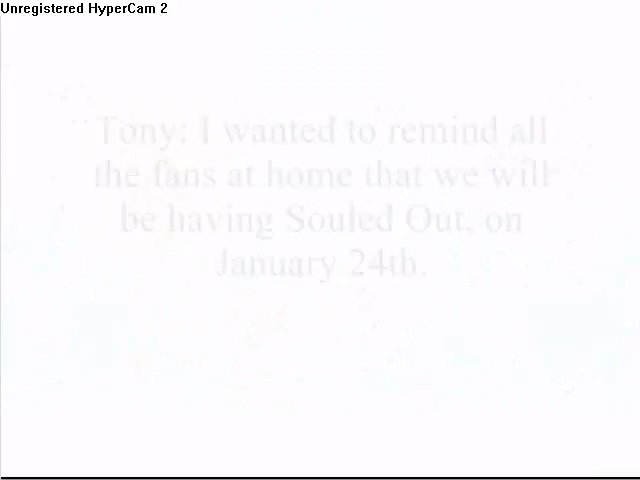 Unregistered HyperCam 2
Tony: I wanted to remind all
the fans at home that we will
be having Souled Out, on
January 24th.